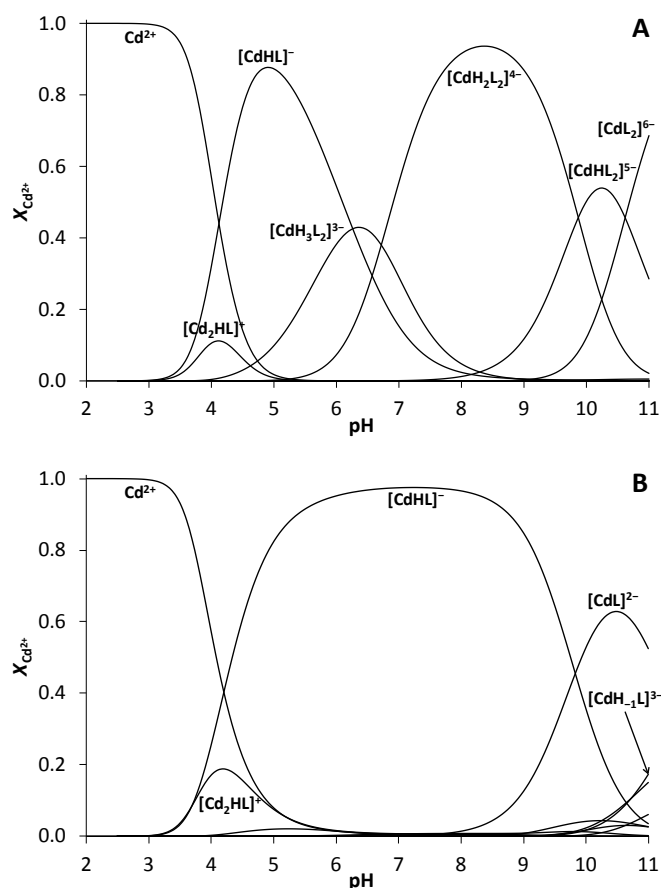 A
Cd²⁺
[CdHL]⁻
[CdH₂L₂]⁴⁻
[CdL₂]⁶⁻
[CdHL₂]⁵⁻
[CdH₃L₂]³⁻
[Cd₂HL]⁺
X Cd²⁺
1.0
0.8
0.6
0.4
0.2
0.0
2 3 4 5 6 7 8 9 10 11
pH
B
Cd²⁺
[CdHL]⁻
[CdL]²⁻
[CdH₋₁L]³⁻
[Cd₂HL]⁺
X Cd²⁺
1.0
0.8
0.6
0.4
0.2
0.0
2 3 4 5 6 7 8 9 10 11
pH